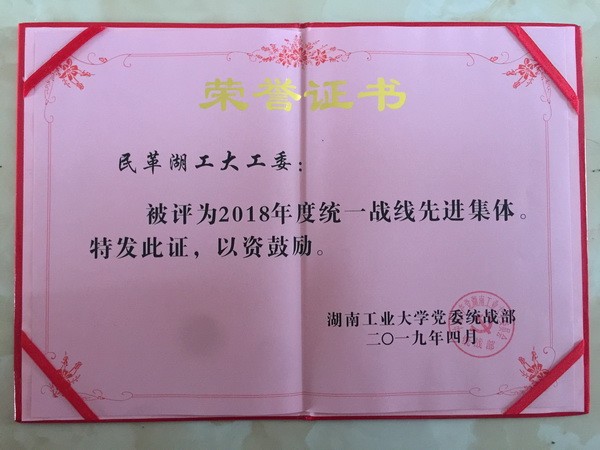 荣誉证书
民革湖工大工委：
被评为2018年度统一战线先进集体。
特发此证，以资鼓励。
湖南工业大学党委统战部
二〇一九年四月